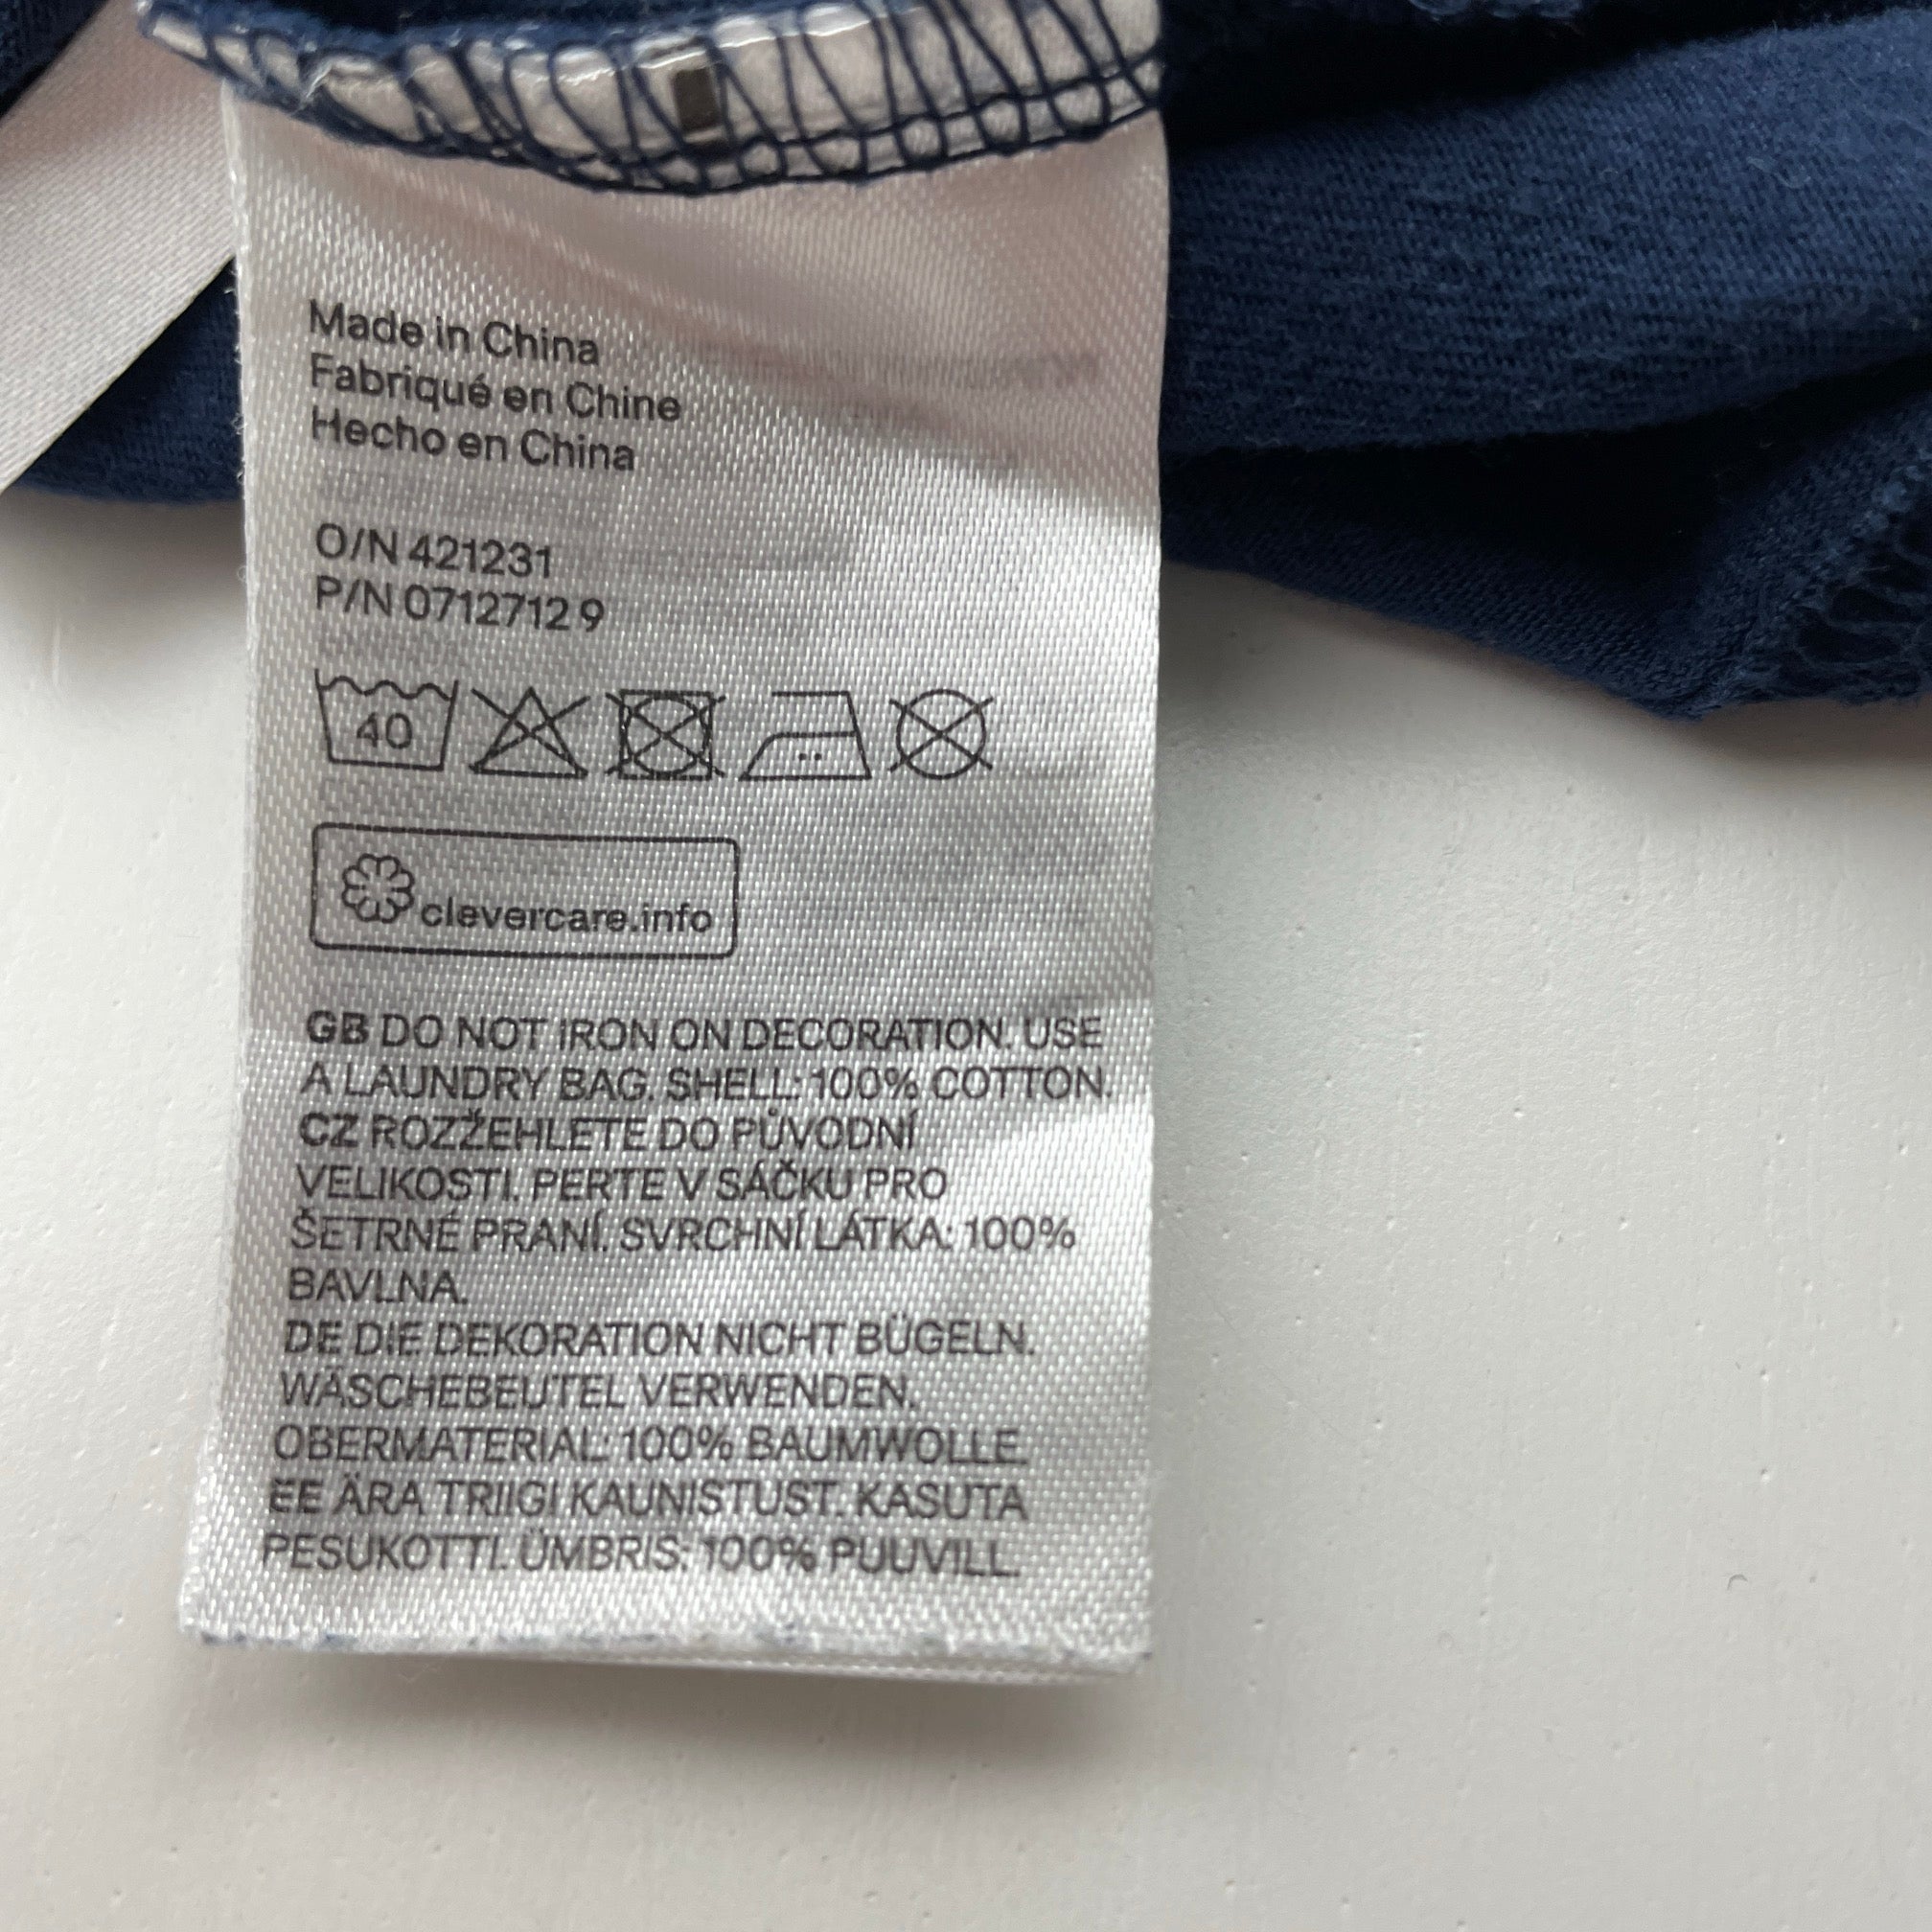 Made in China
Fabriqué en Chine
Hecho en China
O/N 421231
P/N 0712712 9
40
clevercare.info
GB DO NOT IRON ON DECORATION. USE
A LAUNDRY BAG. SHELL: 100% COTTON.
CZ ROZŽEHLETE DO PŮVODNÍ
VELIKOSTI. PERTE V SÁČKU PRO
ŠETRNÉ PRANÍ. SVRCHNÍ LÁTKA: 100%
BAVLNA.
DE DIE DEKORATION NICHT BÜGELN.
WÄSCHEBEUTEL VERWENDEN.
OBERMATERIAL: 100% BAUMWOLLE.
EE ÄRA TRIIGI KAUNISTUST. KASUTA
PESUKOTTI. ÜMBRIS: 100% PUUVILL.